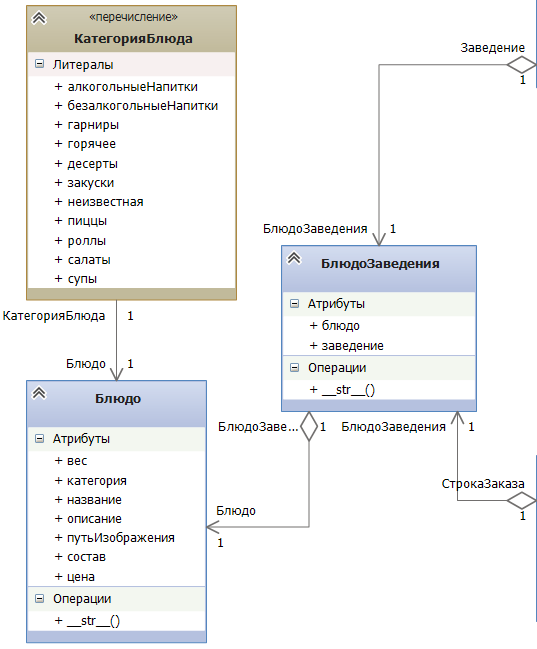 «перечисление»
КатегорияБлюда
Литералы
+ алкогольныеНапитки
+ безалкогольныеНапитки
+ гарниры
+ горячее
+ десерты
+ закуски
+ неизвестная
+ пиццы
+ роллы
+ салаты
+ супы
КатегорияБлюда 1
Блюдо 1
Блюдо
Атрибуты
+ вес
+ категория
+ название
+ описание
+ путьИзображения
+ состав
+ цена
Операции
+ __str__()
Заведение
1
БлюдоЗаведения 1
БлюдоЗаведения
Атрибуты
+ блюдо
+ заведение
Операции
+ __str__()
БлюдоЗаве... 1
БлюдоЗаведения 1
Блюдо
1
СтрокаЗаказа
1